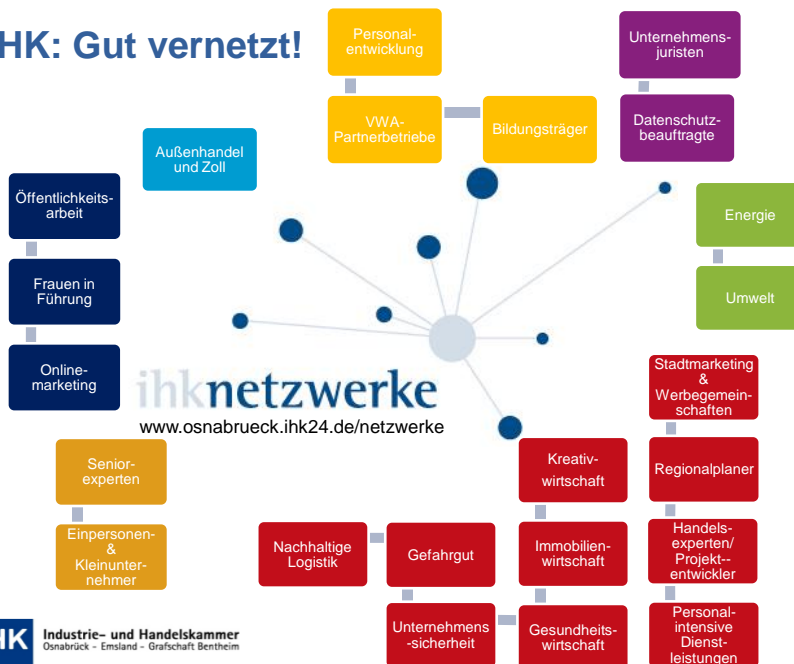 HK: Gut vernetzt!
Personal-
entwicklung
Unternehmens-
juristen
VWA-
Partnerbetriebe
Bildungsträger
Datenschutz-
beauftragte
Außenhandel
und Zoll
Öffentlichkeits-
arbeit
Frauen in
Führung
Online-
marketing
Energie
Umwelt
ihknetzwerke
www.osnabrueck.ihk24.de/netzwerke
Stadtmarketing
&
Werbegemein-
schaften
Regionalplaner
Handels-
experten/
Projekt--
entwickler
Personal-
intensive
Dienst-
leistungen
Senior-
experten
Einpersonen-
&
Kleinunter-
nehmer
Kreativ-
wirtschaft
Immobilien-
wirtschaft
Gesundheits-
wirtschaft
Nachhaltige
Logistik
Gefahrgut
Unternehmens
-sicherheit
HK
Industrie- und Handelskammer
Osnabrück - Emsland - Grafschaft Bentheim